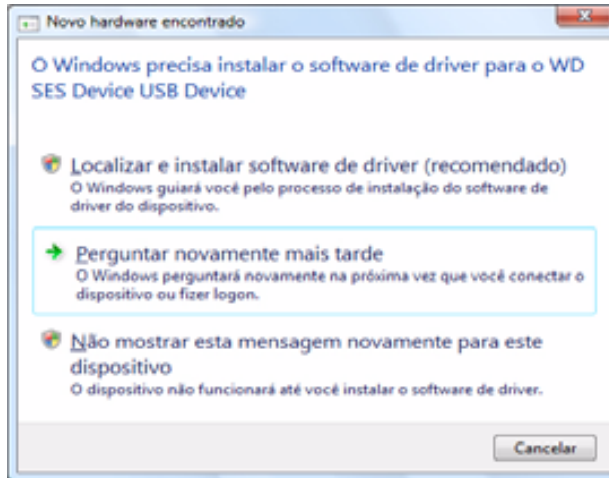 Novo hardware encontrado
O Windows precisa instalar o software de driver para o WD
SES Device USB Device
Localizar e instalar software de driver (recomendado)
O Windows guiará você pelo processo de instalação do software de
driver do dispositivo.
Perguntar novamente mais tarde
O Windows perguntará novamente na próxima vez que você conectar o
dispositivo ou fizer logon.
Não mostrar esta mensagem novamente para este
dispositivo
O dispositivo não funcionará até você instalar o software de driver.
Cancelar